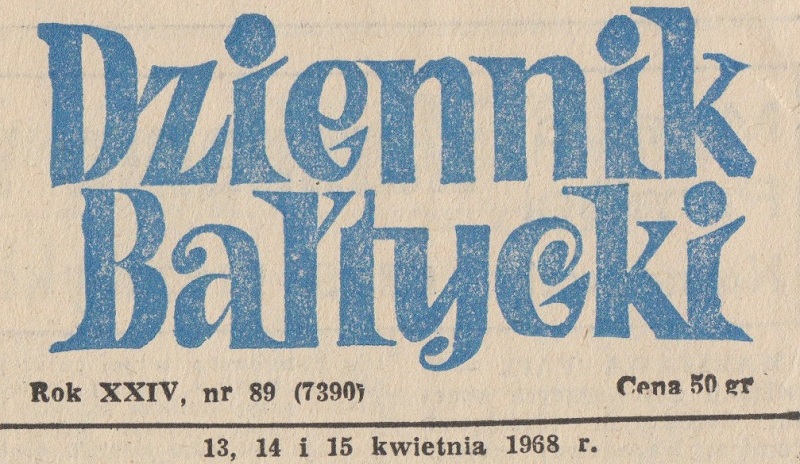 Dziennik
Bałtycki
Rok XXIV, nr 89 (7390)
Cena 50 gr
13, 14 i 15 kwietnia 1968 r.